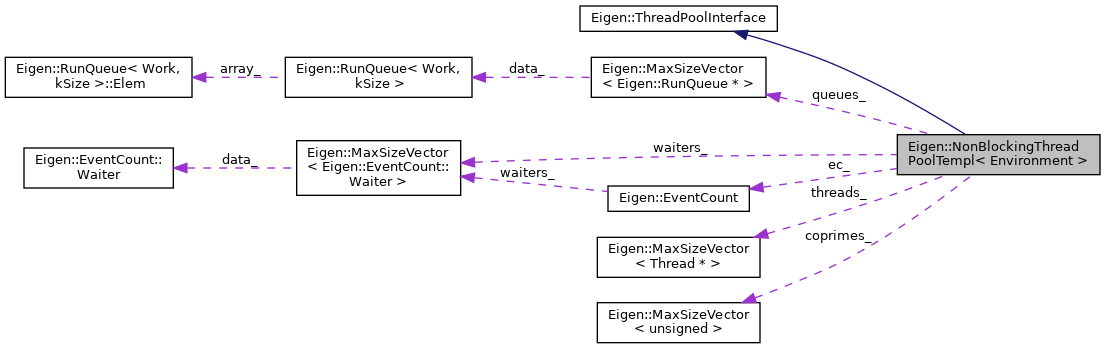 Eigen::ThreadPoolInterface
Eigen::RunQueue< Work,
kSize >::Elem
array_
Eigen::RunQueue< Work,
kSize >
data_
Eigen::MaxSizeVector
< Eigen::RunQueue * >
queues_
Eigen::NonBlockingThread
PoolTempl< Environment >
Eigen::EventCount::
Waiter
data_
Eigen::MaxSizeVector
< Eigen::EventCount::
Waiter >
waiters_
waiters_
ec_
Eigen::EventCount
threads_
Eigen::MaxSizeVector
< Thread * >
coprimes_
Eigen::MaxSizeVector
< unsigned >